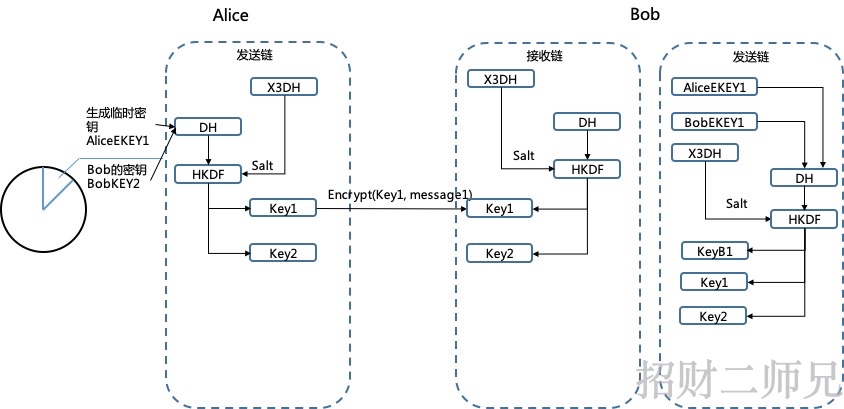 Alice
Bob
发送链
接收链
发送链
X3DH
X3DH
AliceEKEY1
生成临时密
钥
AliceEKEY1
DH
DH
BobEKEY1
Bob的密钥
BobKEY2
HKDF
Salt
Salt
HKDF
X3DH
DH
Encrypt(Key1, message1)
Key1
Key1
Salt
HKDF
Key2
Key2
KeyB1
Key1
Key2
招财二师兄